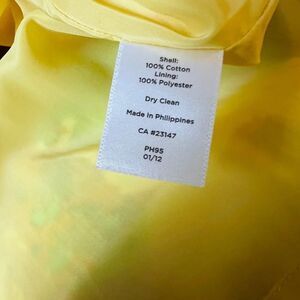 Shell:
100% Cotton
Lining:
100% Polyester
Dry Clean
Made in Philippines
CA #23147
PH95
01/12